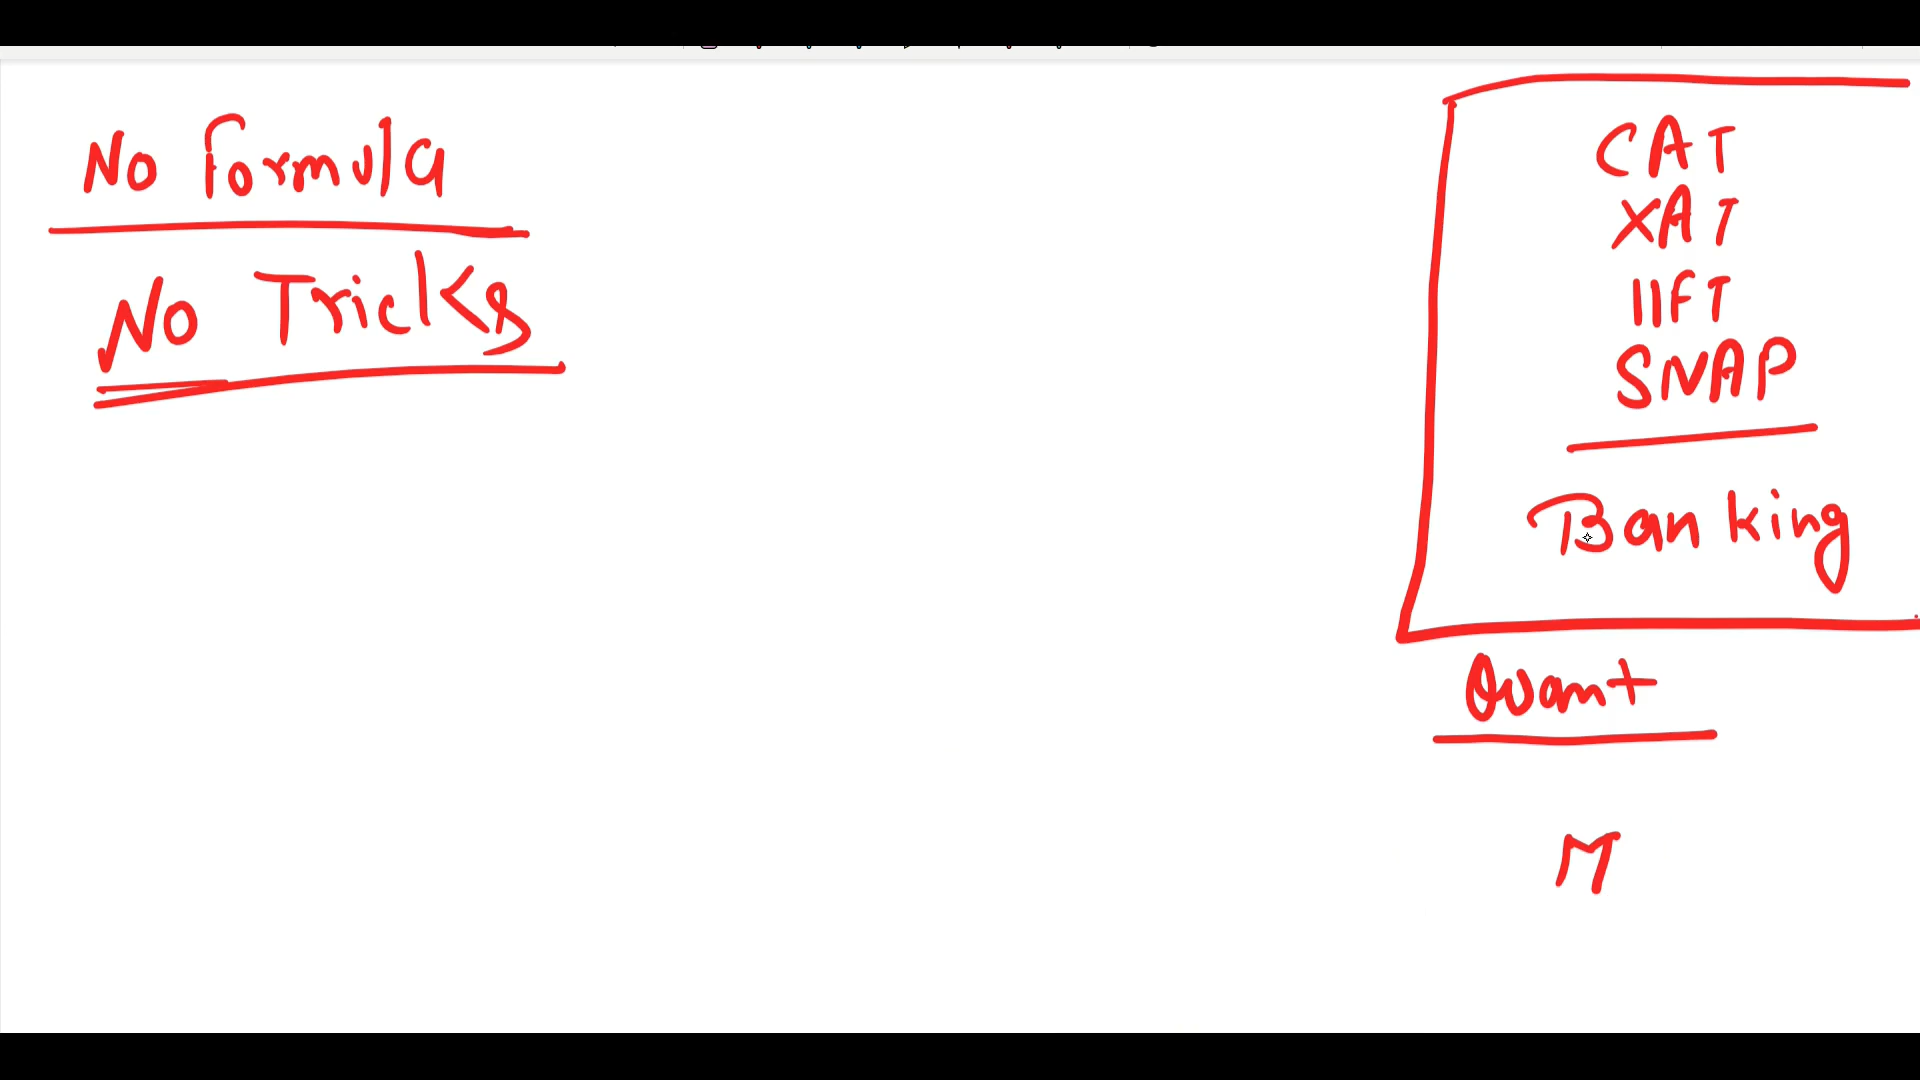 No Formula
No Tricks
CAT
XAT
IIFT
SNAP
Banking
Quant
M